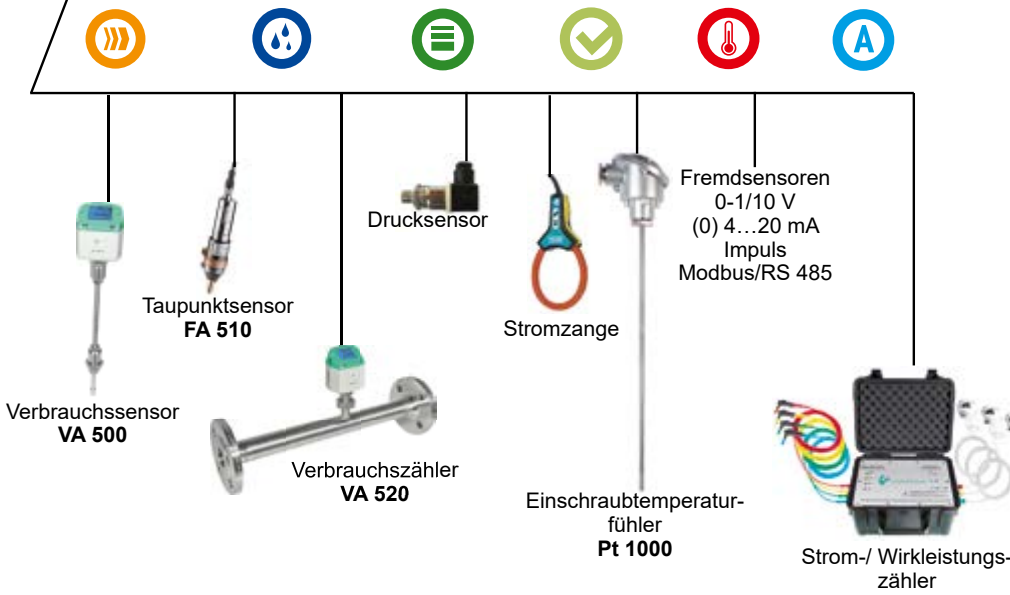 A
Verbrauchssensor
VA 500
Taupunktsensor
FA 510
Verbrauchszähler
VA 520
Drucksensor
Stromzange
Einschraubtemperatur-
fühler
Pt 1000
Fremdsensoren
0-1/10 V
(0) 4…20 mA
Impuls
Modbus/RS 485
Strom-/ Wirkleistungs-
zähler